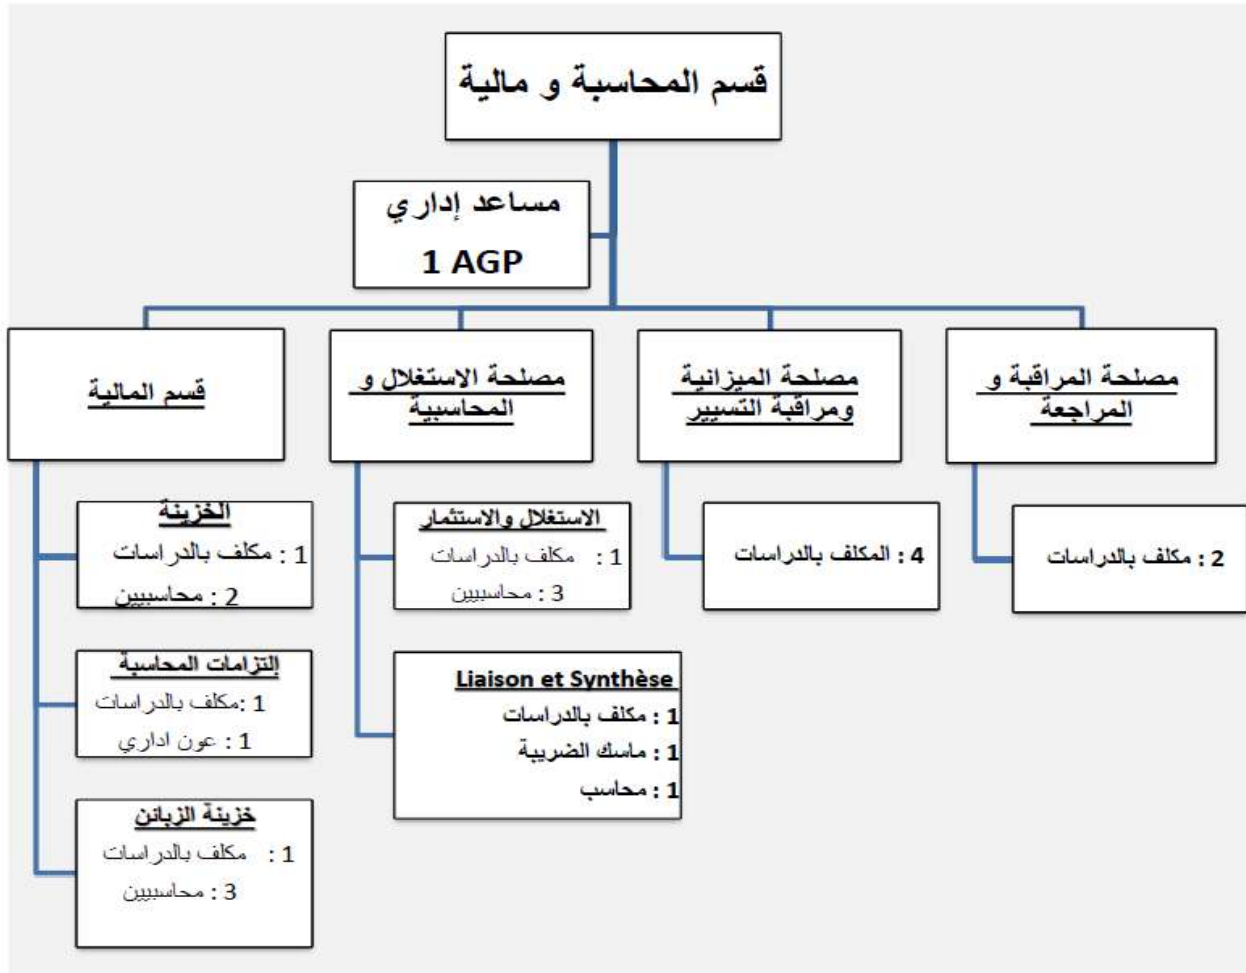 قسم المحاسبة و مالية
مساعد إداري
1 AGP
مصلحة المراقبة و
المراجعة
2 : مكلف بالدراسات
مصلحة الميزانية
ومراقبة التسيير
4 : المكلف بالدراسات
مصلحة الاستغلال و
المحاسبية
الاستغلال والاستثمار
1 : مكلف بالدراسات
3 : محاسبيين
Liaison et Synthèse
1 : مكلف بالدراسات
1 : ماسك الضريبة
1 : محاسب
قسم المالية
الخزينة
1 : مكلف بالدراسات
2 : محاسبيين
إلتزامات المحاسبة
1 :مكلف بالدراسات
1 : عون اداري
خزينة الزبائن
1 : مكلف بالدراسات
3 : محاسبيين